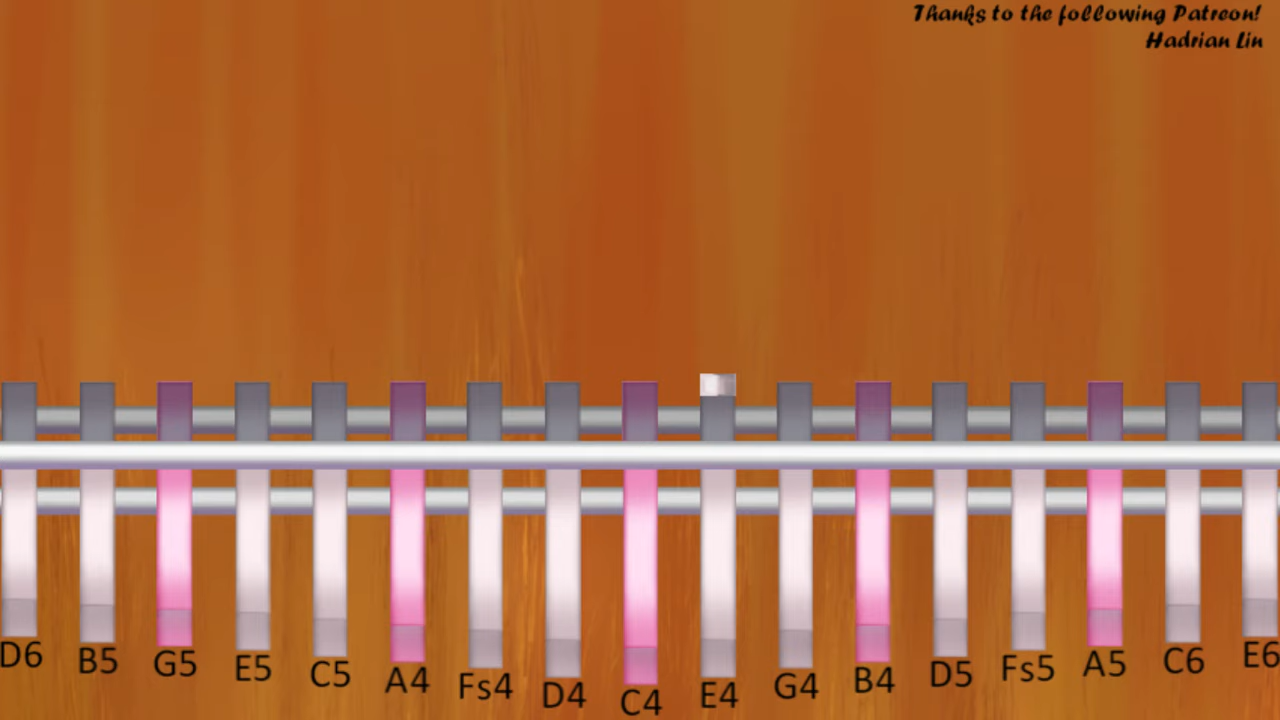 Thanks to the following Patreon!
Hadrian Lin
D6 B5 G5 E5 C5 A4 Fs4 D4 C4 E4 G4 B4 D5 Fs5 A5 C6 E6